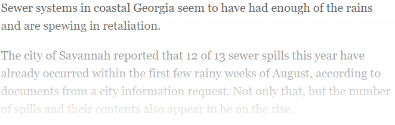 Sewer systems in coastal Georgia seem to have had enough of the rains
and are spewing in retaliation.
The city of Savannah reported that 12 of 13 sewer spills this year have
already occurred within the first few rainy weeks of August, according to
documents from a city information request. Not only that, but the number
of spills and their contents also appear to be on the rise.